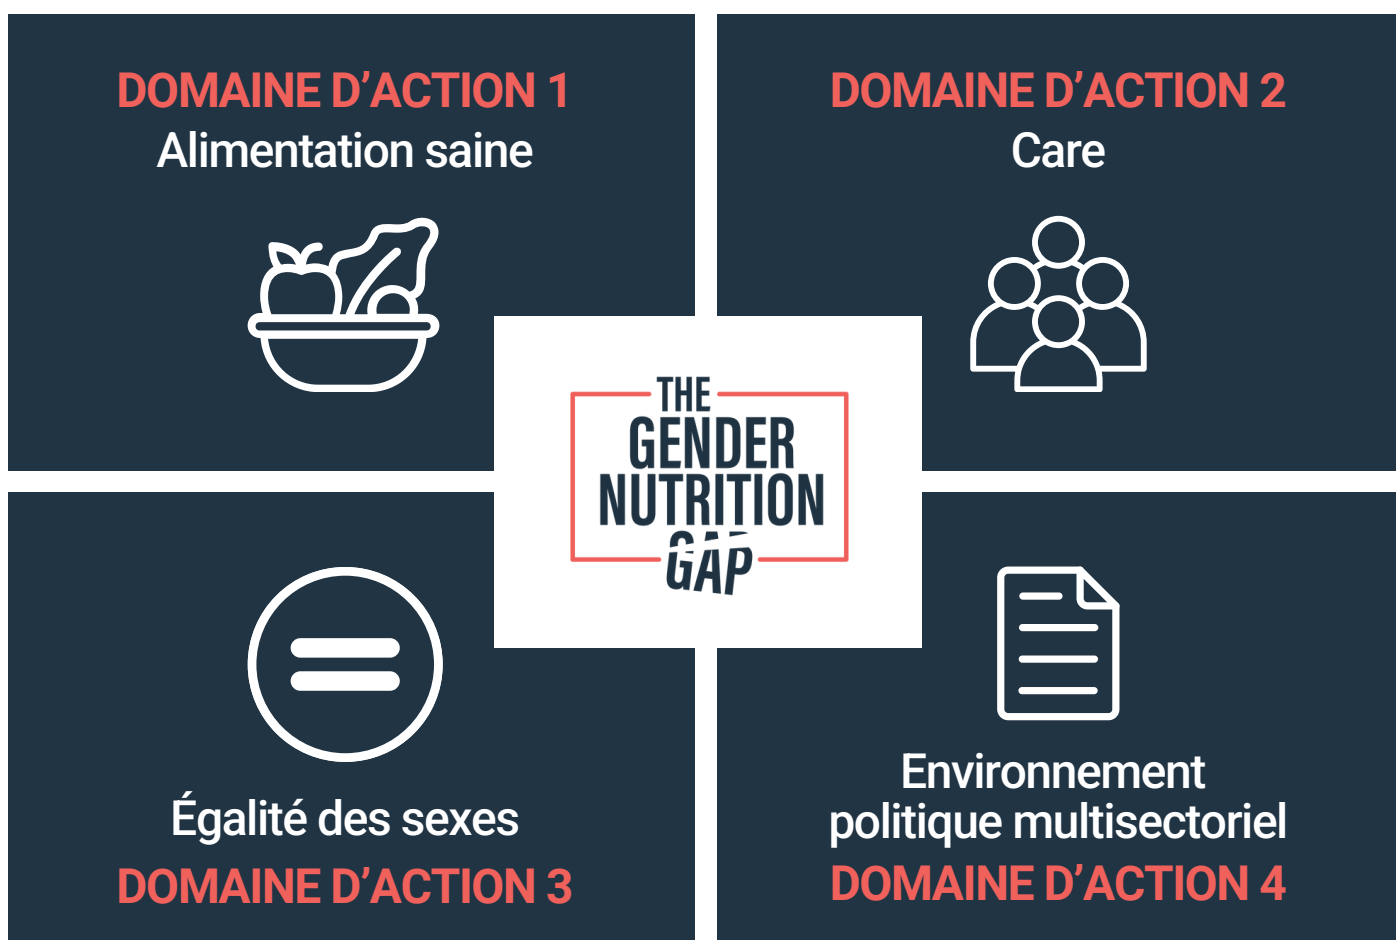 DOMAINE D’ACTION 1
Alimentation saine
DOMAINE D’ACTION 2
Care
THE
GENDER
NUTRITION
GAP
Égalité des sexes
DOMAINE D’ACTION 3
Environnement
politique multisectoriel
DOMAINE D’ACTION 4